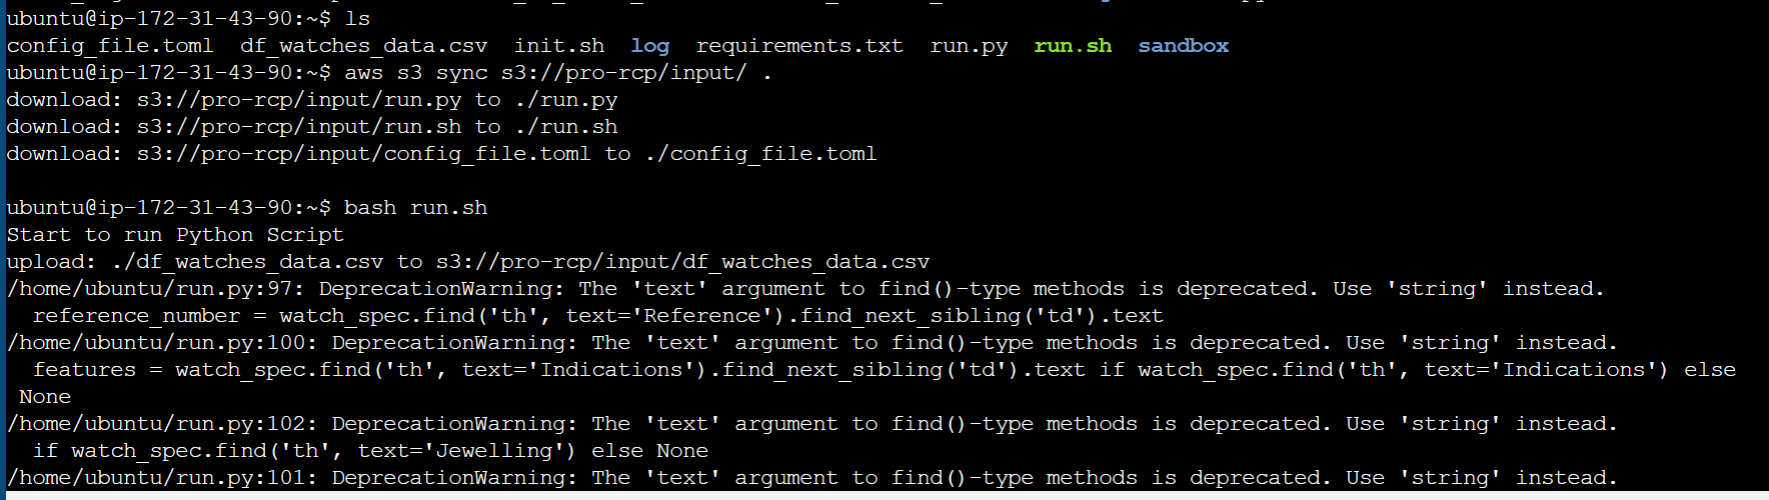 ubuntu@ip-172-31-43-90:~$ ls
config_file.toml  df_watches_data.csv  init.sh  log  requirements.txt  run.py  run.sh  sandbox
ubuntu@ip-172-31-43-90:~$ aws s3 sync s3://pro-rcp/input/ .
download: s3://pro-rcp/input/run.py to ./run.py
download: s3://pro-rcp/input/run.sh to ./run.sh
download: s3://pro-rcp/input/config_file.toml to ./config_file.toml
ubuntu@ip-172-31-43-90:~$ bash run.sh
Start to run Python Script
upload: ./df_watches_data.csv to s3://pro-rcp/input/df_watches_data.csv
/home/ubuntu/run.py:97: DeprecationWarning: The 'text' argument to find()-type methods is deprecated. Use 'string' instead.
  reference_number = watch_spec.find('th', text='Reference').find_next_sibling('td').text
/home/ubuntu/run.py:100: DeprecationWarning: The 'text' argument to find()-type methods is deprecated. Use 'string' instead.
  features = watch_spec.find('th', text='Indications').find_next_sibling('td').text if watch_spec.find('th', text='Indications') else
 None
/home/ubuntu/run.py:102: DeprecationWarning: The 'text' argument to find()-type methods is deprecated. Use 'string' instead.
  if watch_spec.find('th', text='Jewelling') else None
/home/ubuntu/run.py:101: DeprecationWarning: The 'text' argument to find()-type methods is deprecated. Use 'string' instead.